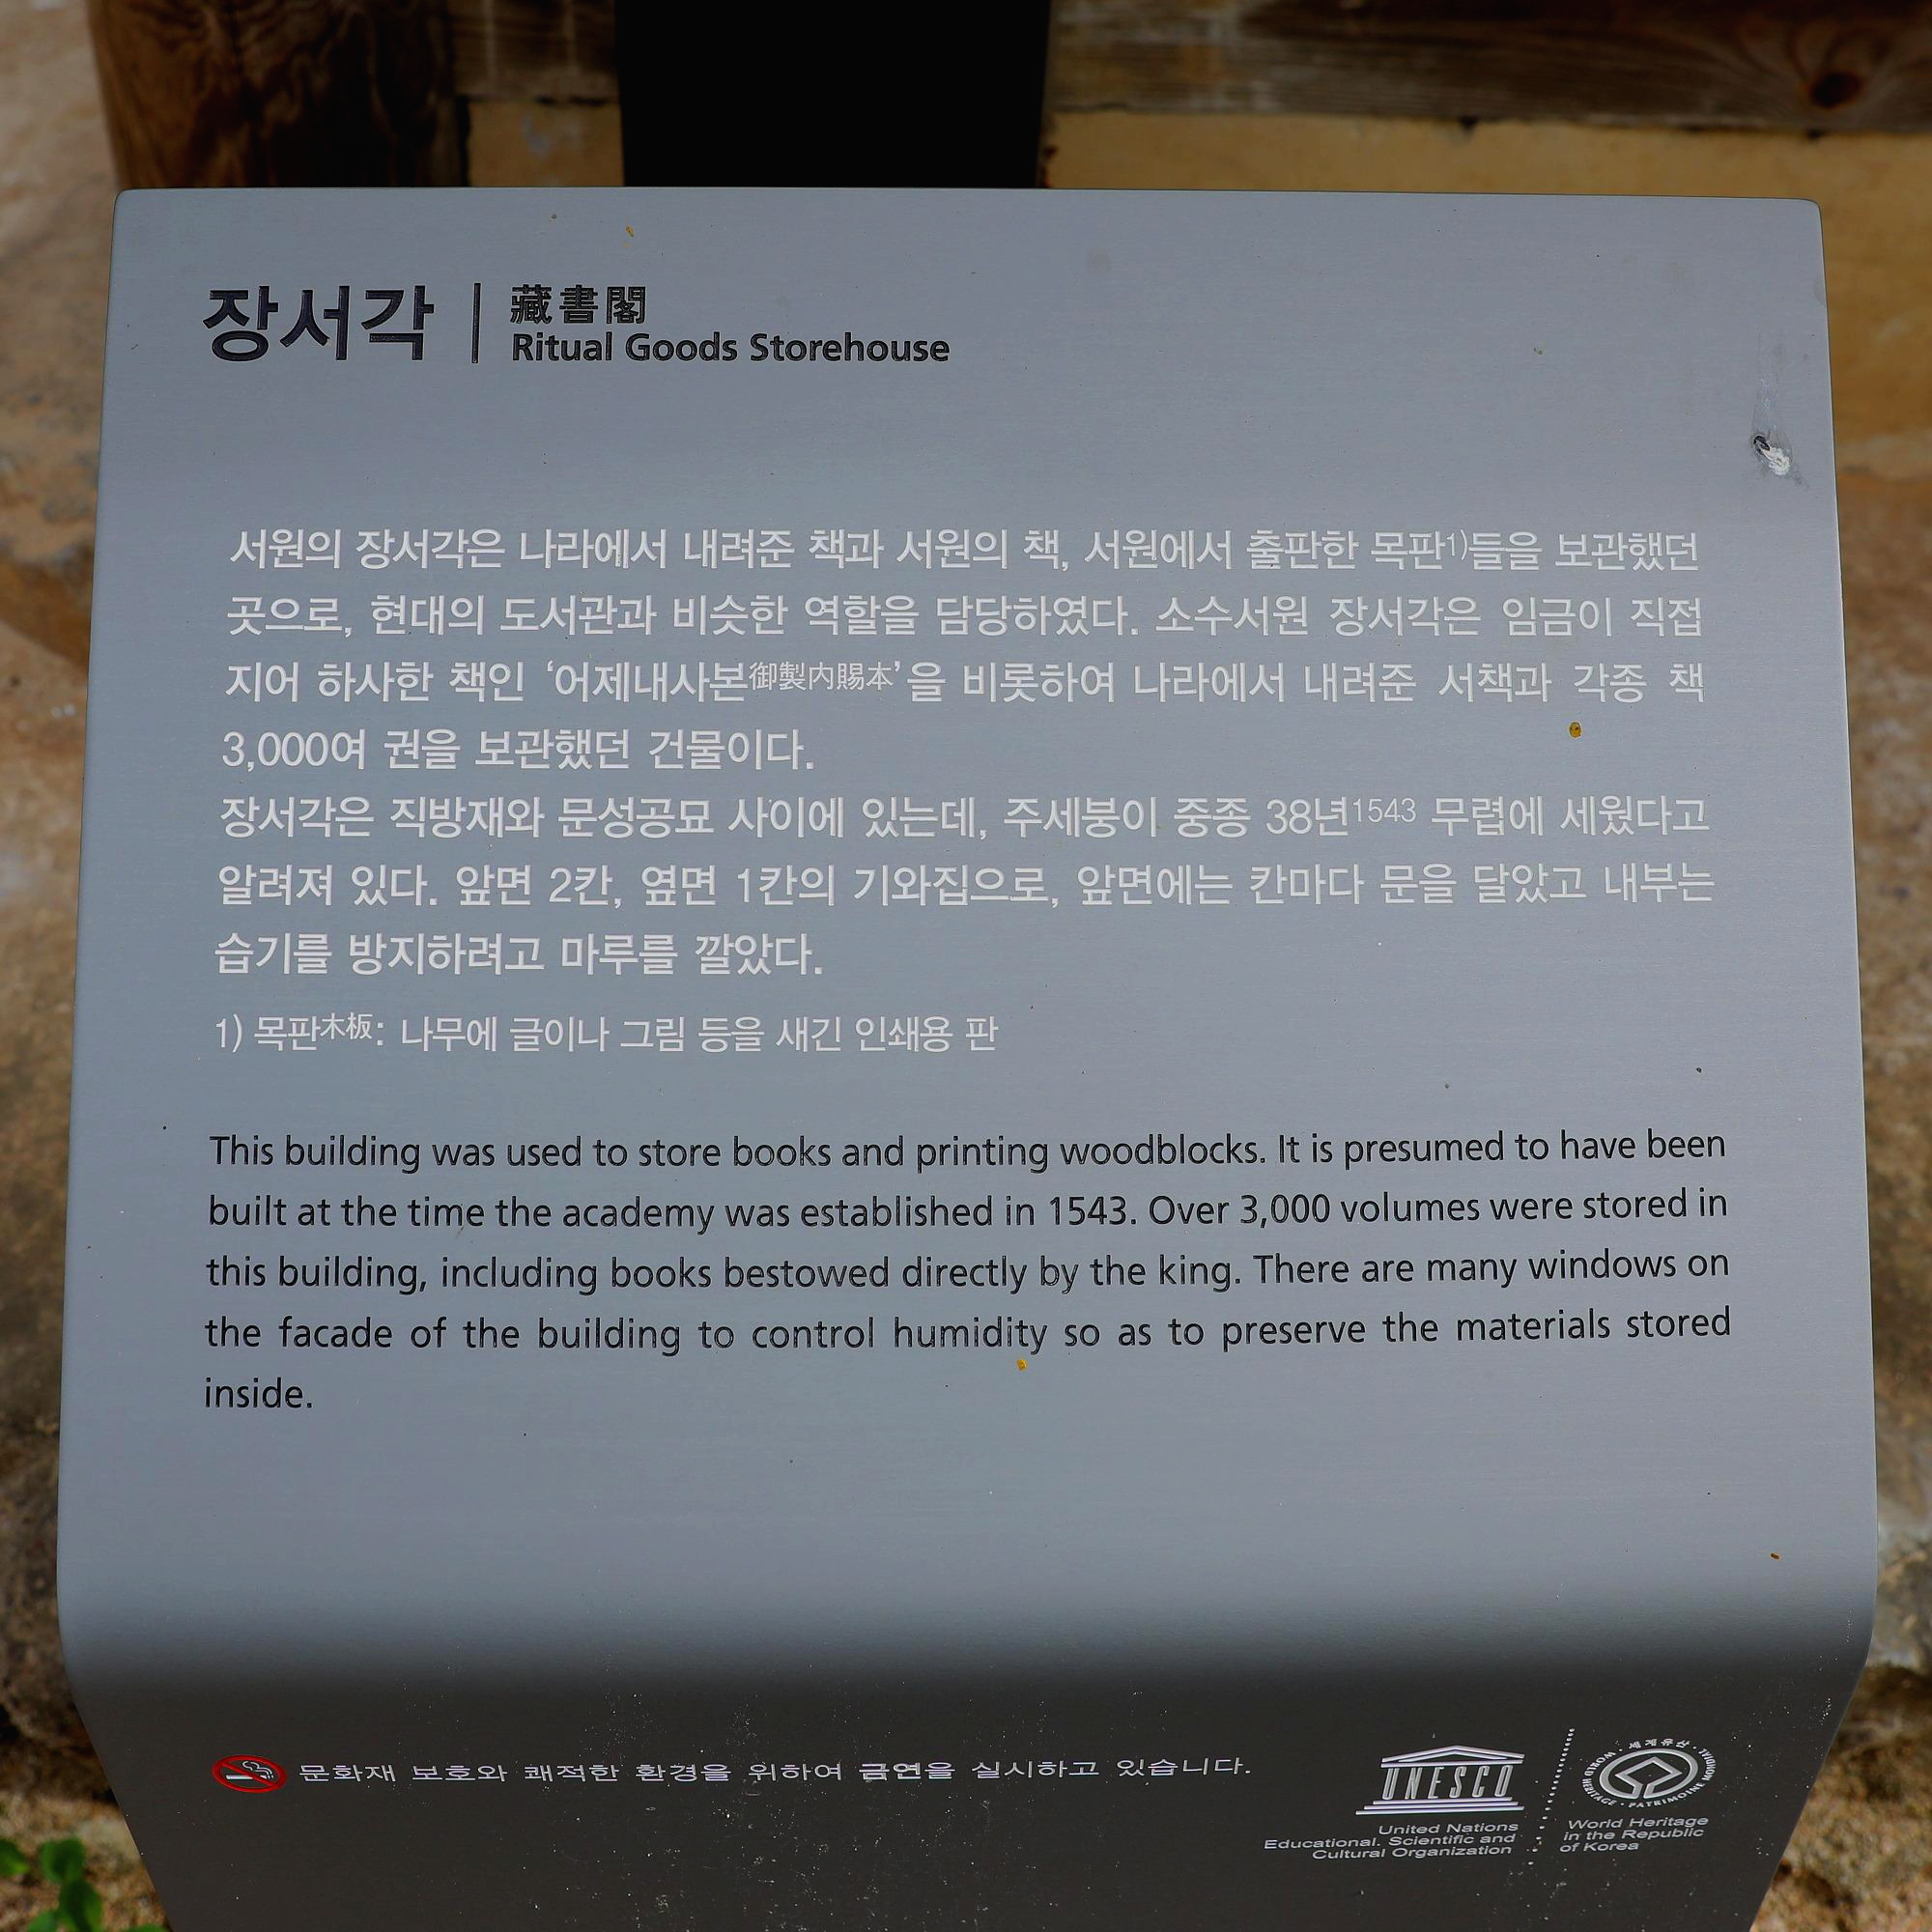 장서각
藏書閣
Ritual Goods Storehouse
서원의 장서각은 나라에서 내려준 책과 서원의 책, 서원에서 출판한 목판1)들을 보관했던
곳으로, 현대의 도서관과 비슷한 역할을 담당하였다. 소수서원 장서각은 임금이 직접
지어 하사한 책인 ‘어제내사본御製內賜本’을 비롯하여 나라에서 내려준 서책과 각종 책
3,000여 권을 보관했던 건물이다.
장서각은 직방재와 문성공묘 사이에 있는데, 주세붕이 중종 38년1543 무렵에 세웠다고
알려져 있다. 앞면 2칸, 옆면 1칸의 기와집으로, 앞면에는 칸마다 문을 달았고 내부는
습기를 방지하려고 마루를 깔았다.
1) 목판木板: 나무에 글이나 그림 등을 새긴 인쇄용 판
This building was used to store books and printing woodblocks. It is presumed to have been
built at the time the academy was established in 1543. Over 3,000 volumes were stored in
this building, including books bestowed directly by the king. There are many windows on
the facade of the building to control humidity so as to preserve the materials stored
inside.
문화재 보호와 쾌적한 환경을 위하여 금연을 실시하고 있습니다.
UNESCO
United Nations
Educational. Scientific and
Cultural Organization
세계유산 · WORLD HERITAGE · PATRIMOINE MONDIAL
World Heritage
in the Republic
of Korea